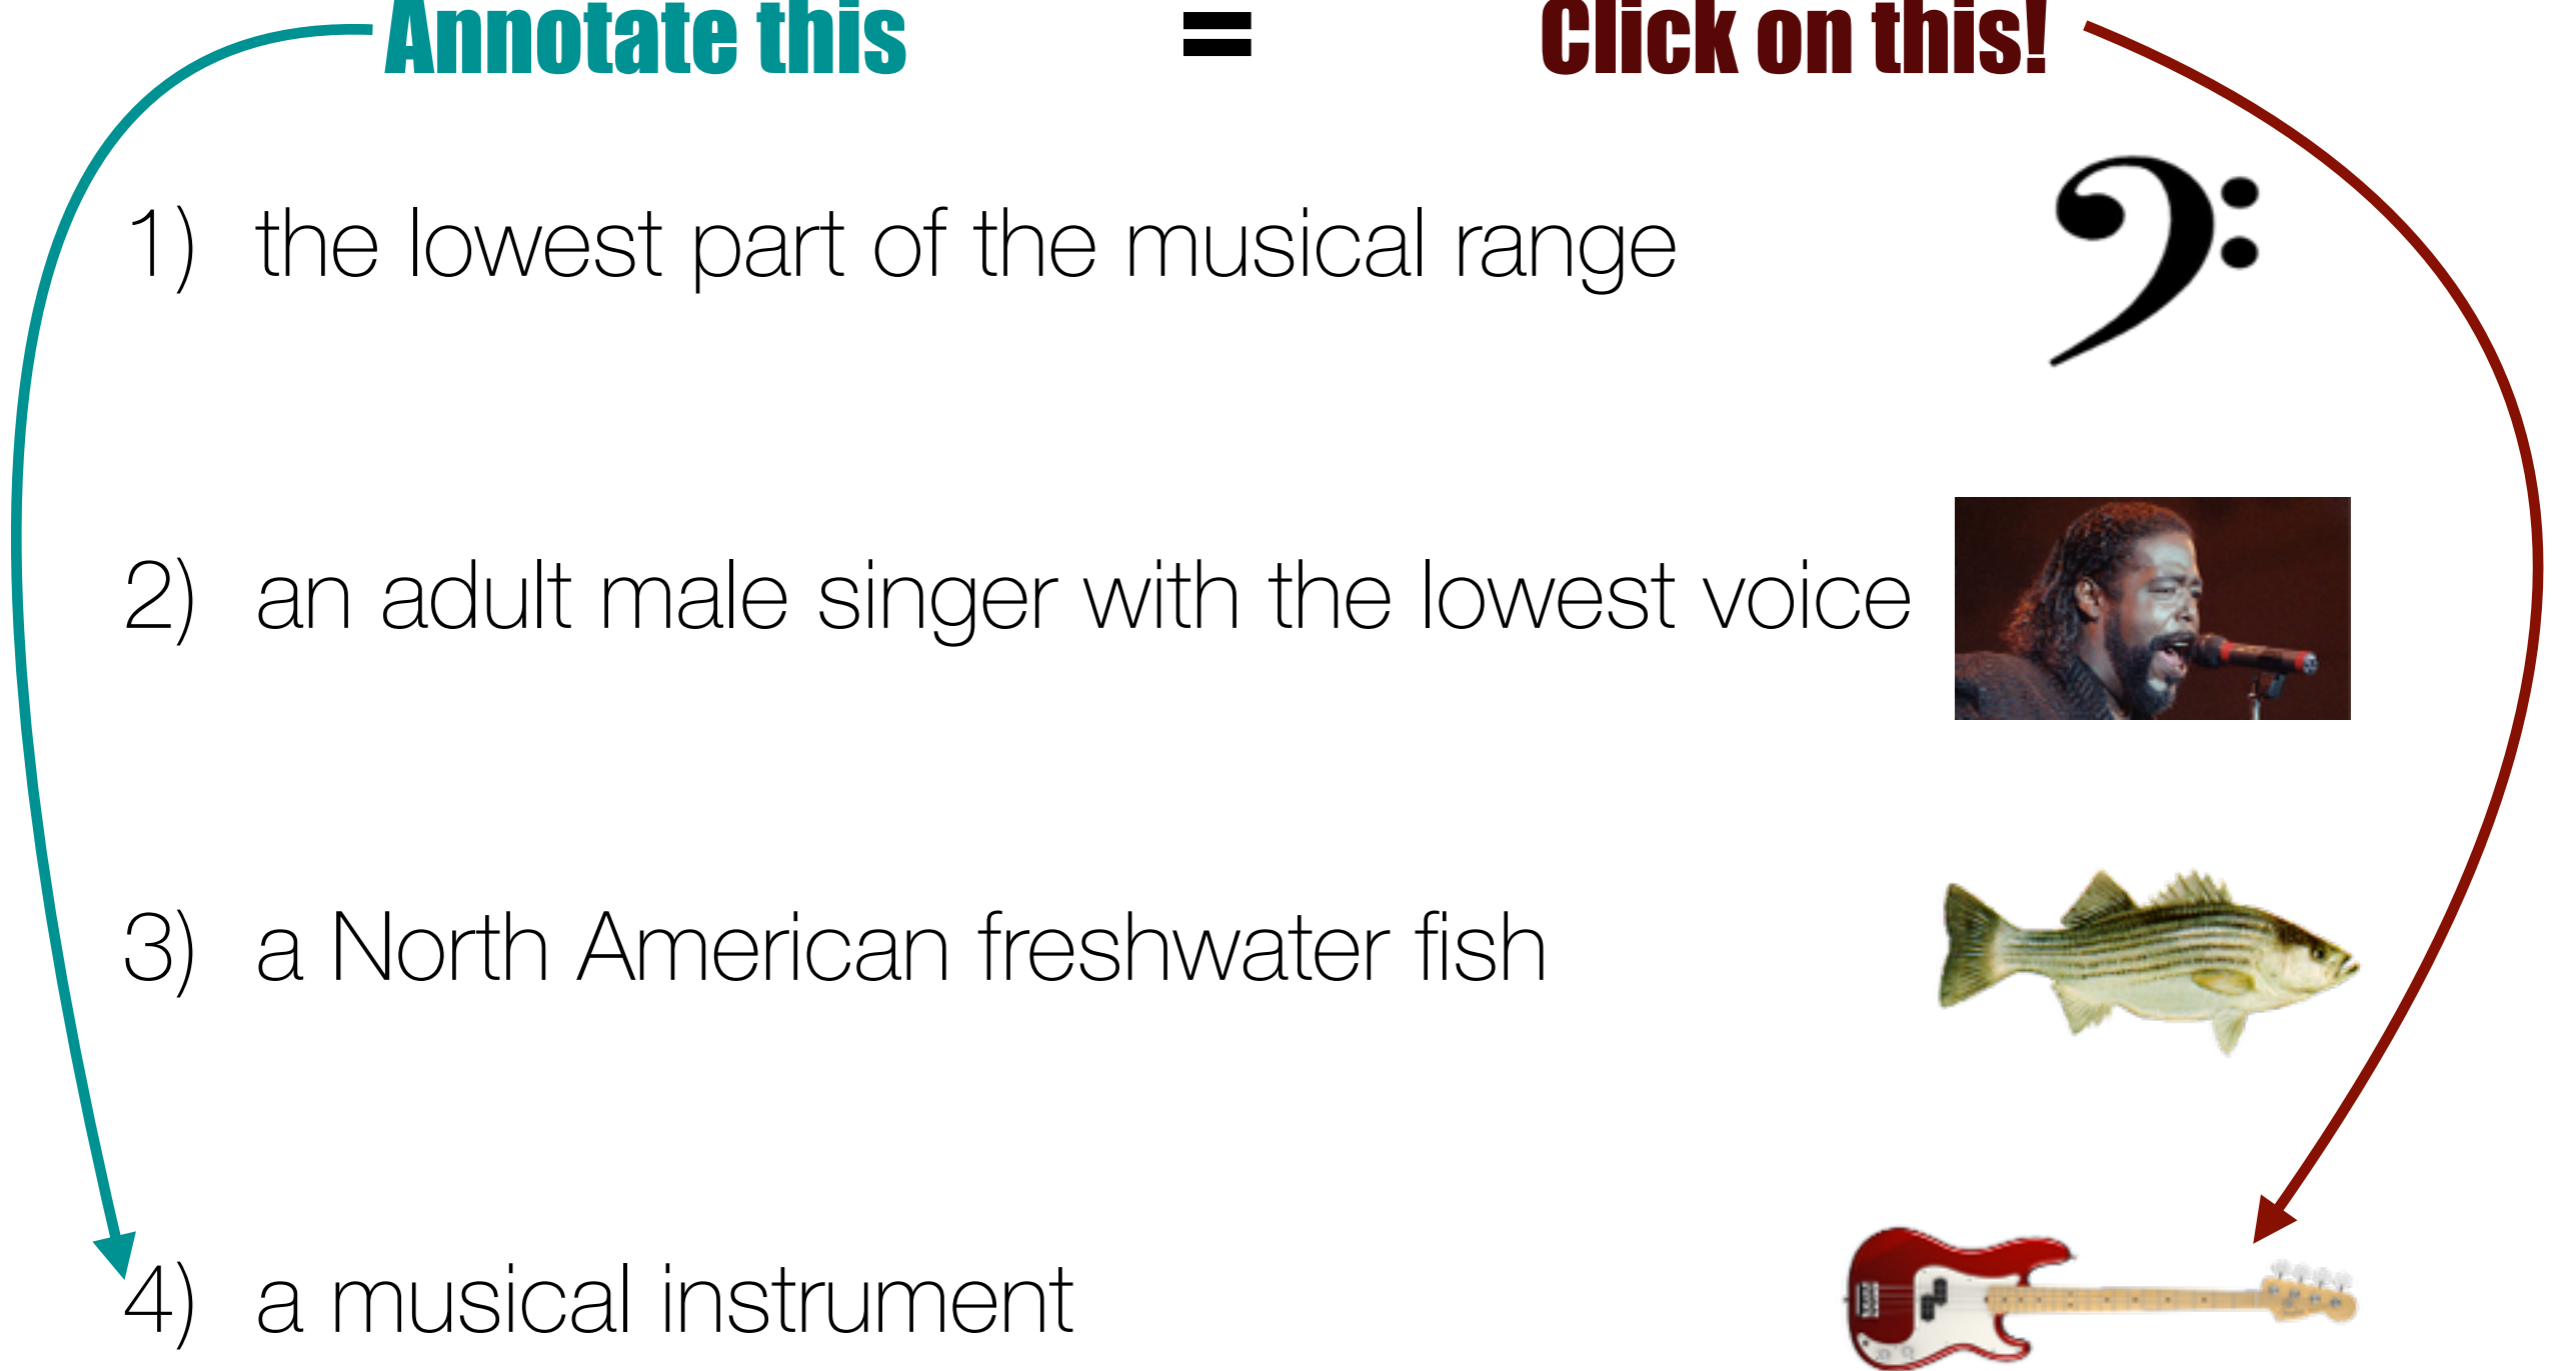 Annotate this = Click on this!
1) the lowest part of the musical range
2) an adult male singer with the lowest voice
3) a North American freshwater fish
4) a musical instrument